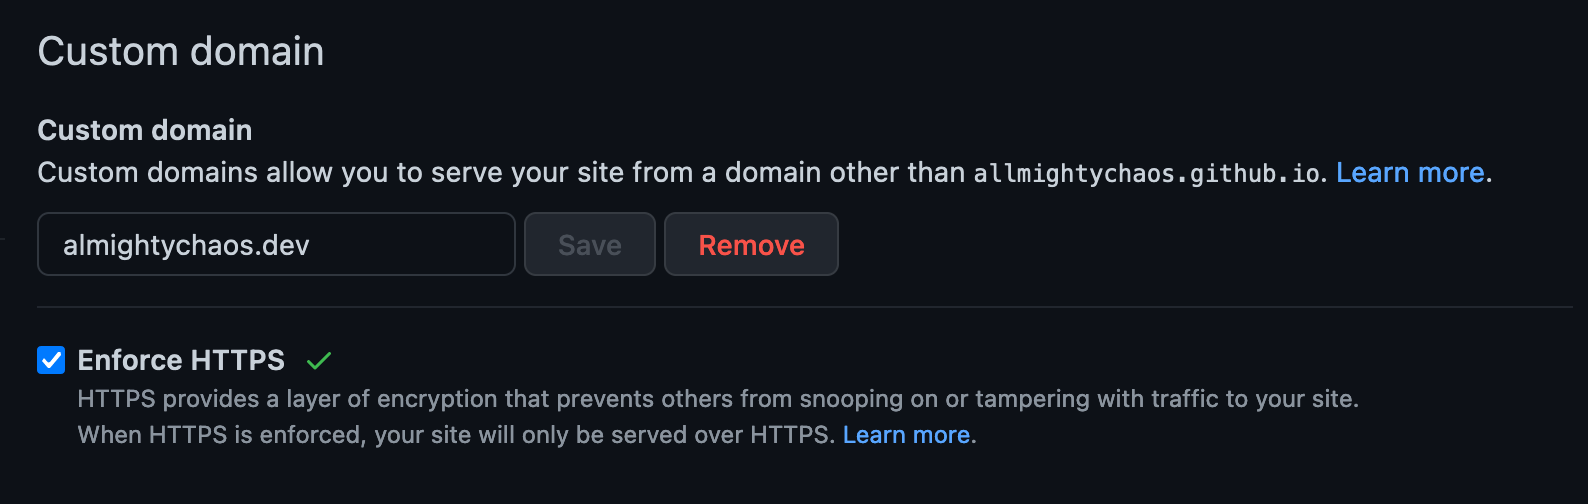 Custom domain
Custom domain
Custom domains allow you to serve your site from a domain other than allmightychaos.github.io. Learn more.
almightychaos.dev Save Remove
Enforce HTTPS
HTTPS provides a layer of encryption that prevents others from snooping on or tampering with traffic to your site.
When HTTPS is enforced, your site will only be served over HTTPS. Learn more.